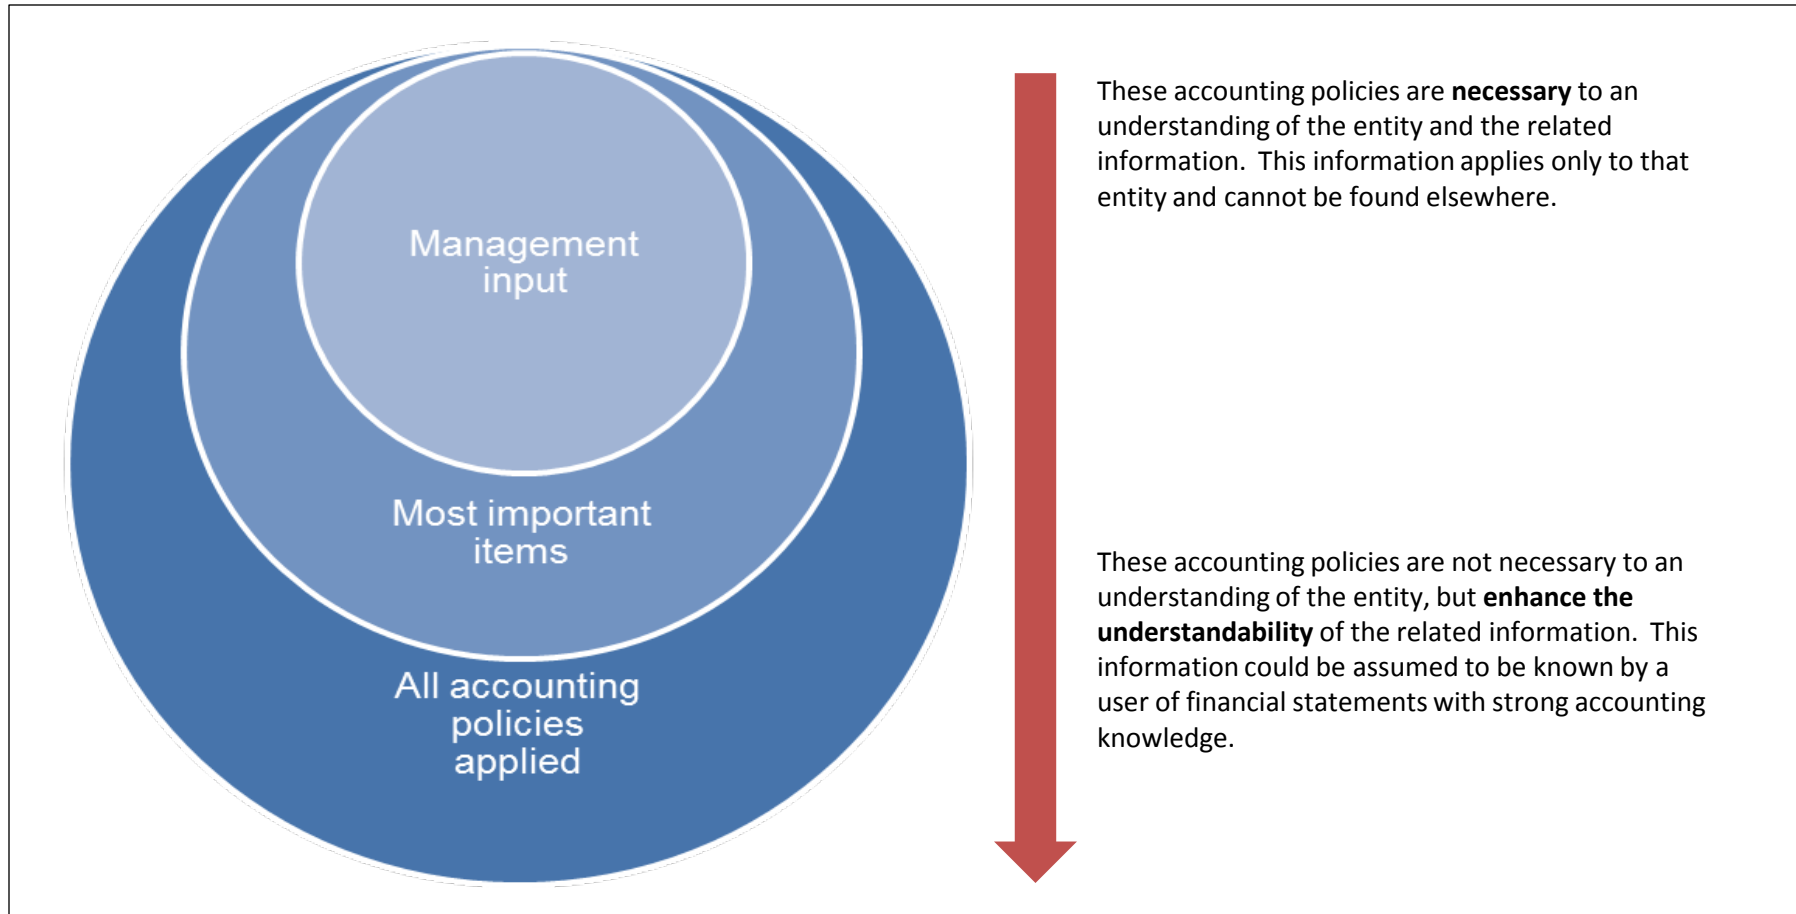 Management
input
Most important
items
All accounting
policies
applied
These accounting policies are necessary to an
understanding of the entity and the related
information.  This information applies only to that
entity and cannot be found elsewhere.
These accounting policies are not necessary to an
understanding of the entity, but enhance the
understandability of the related information.  This
information could be assumed to be known by a
user of financial statements with strong accounting
knowledge.